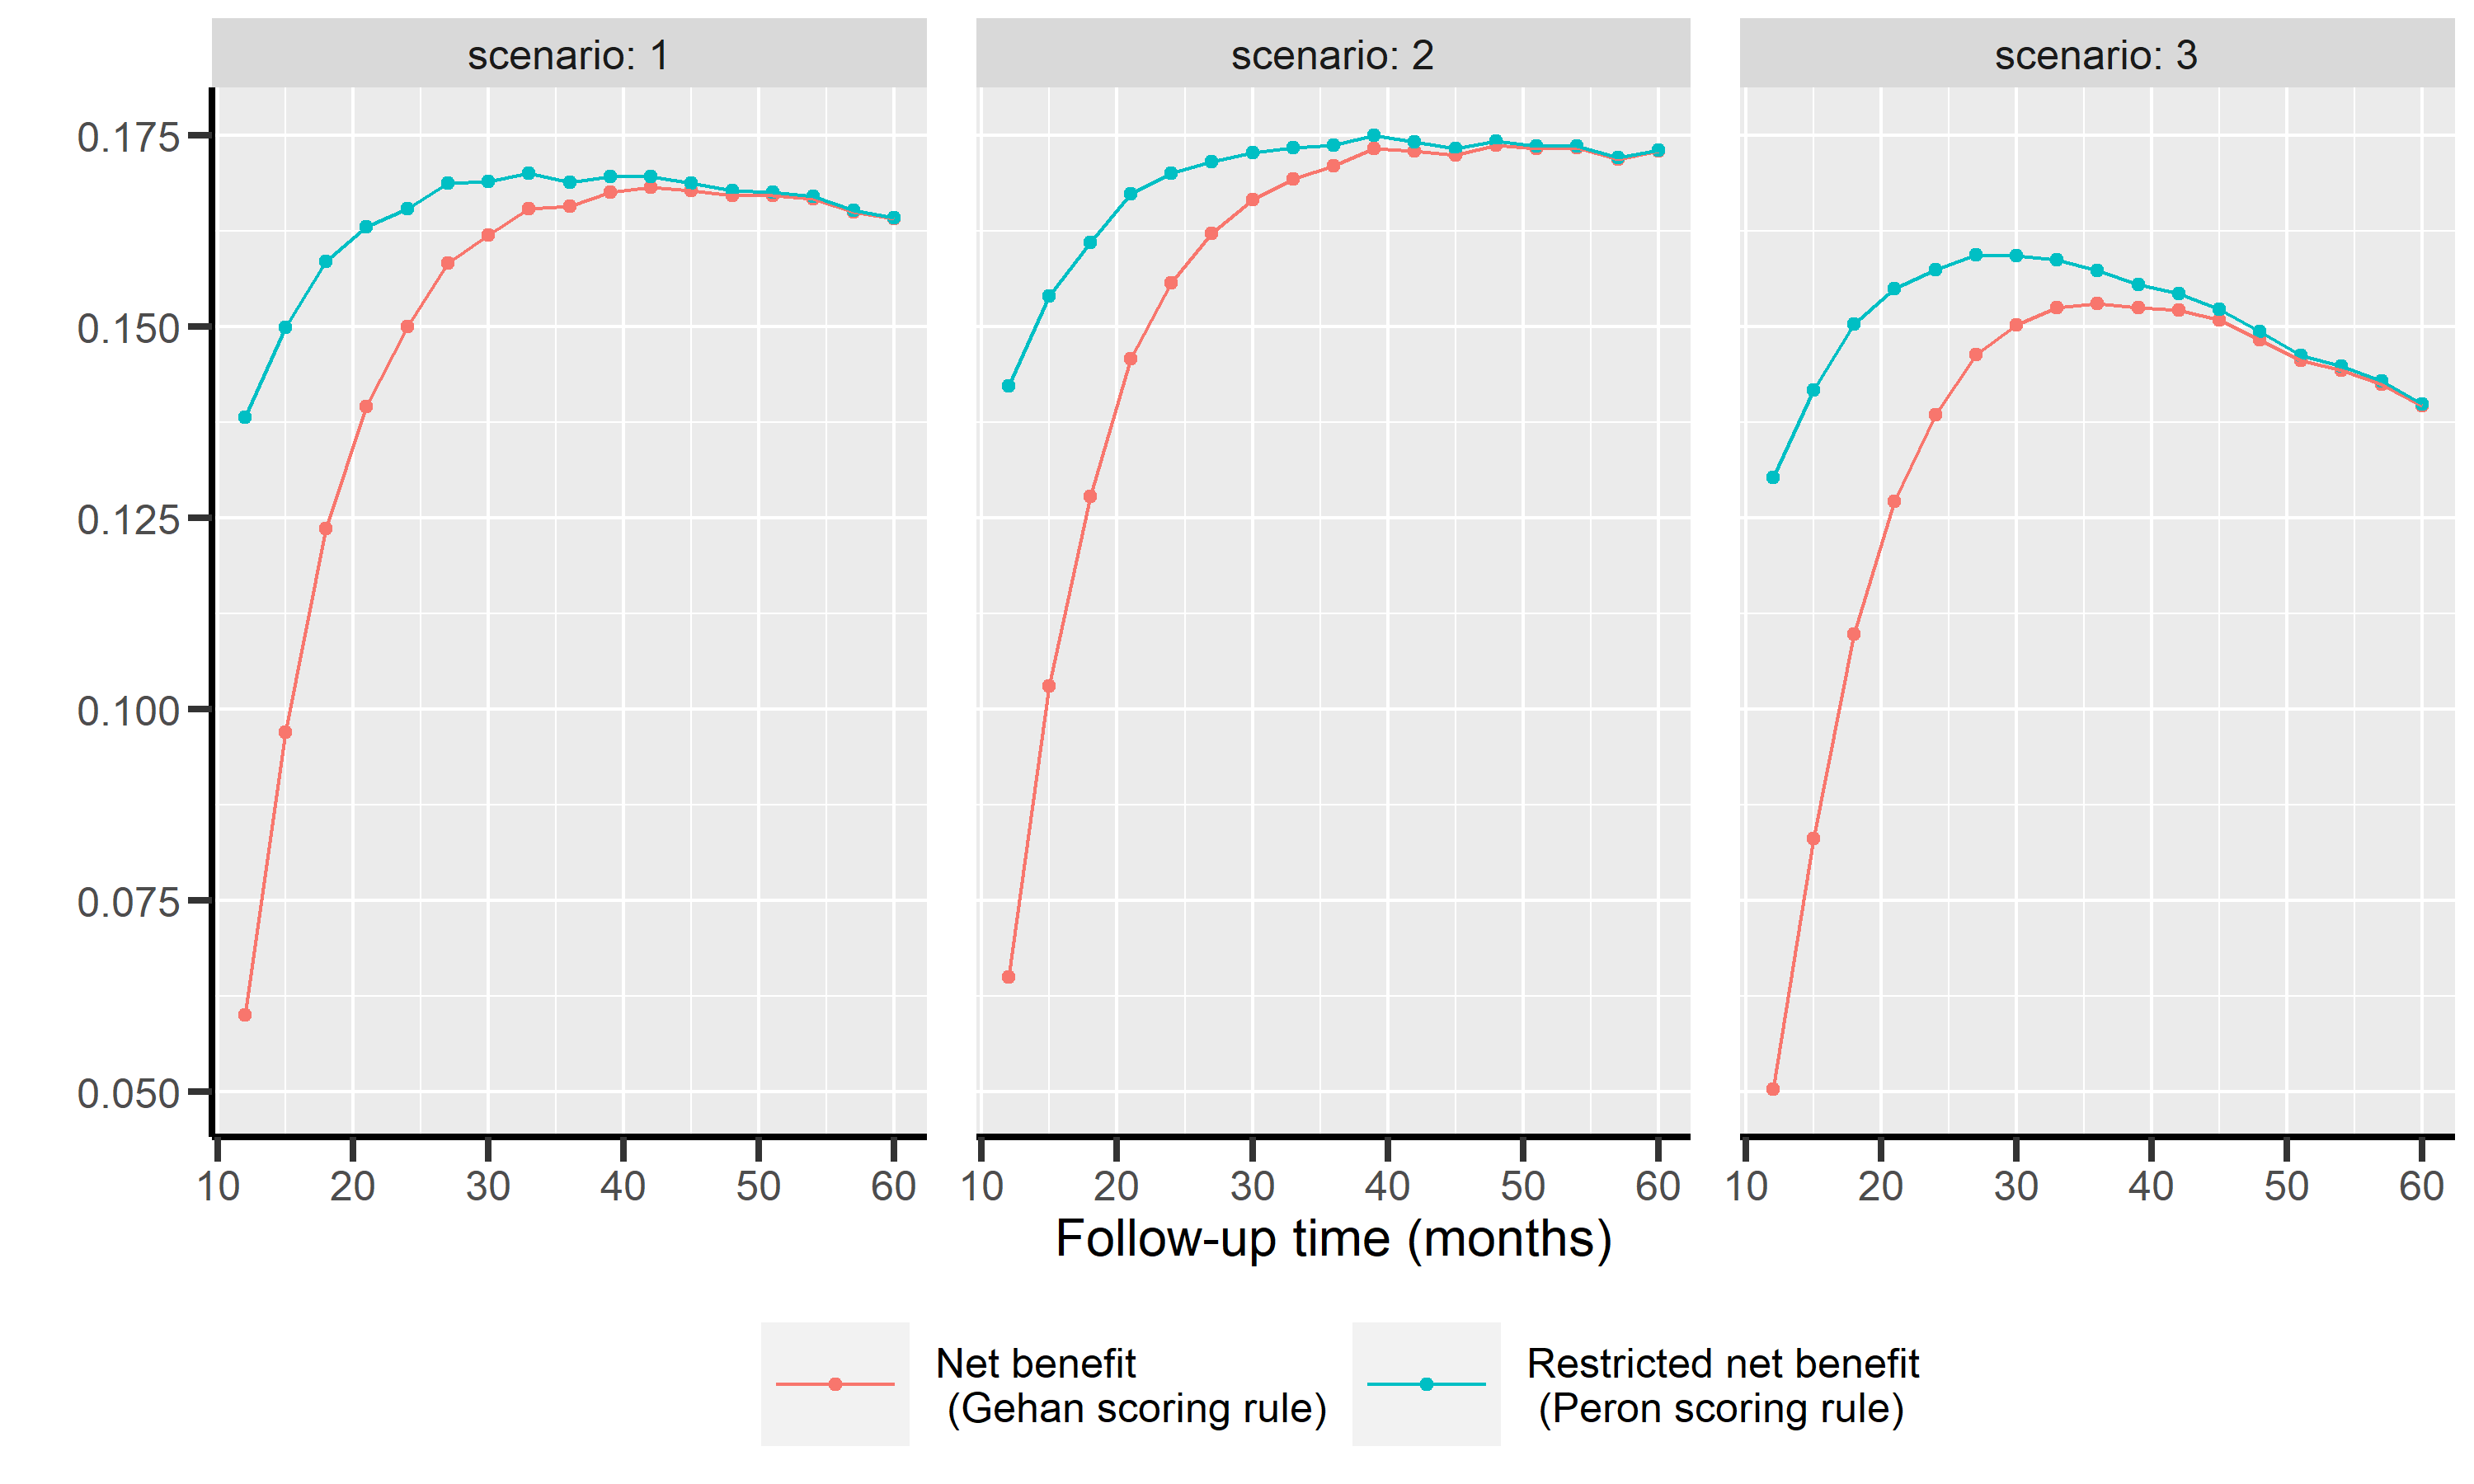 scenario: 1
scenario: 2
scenario: 3
0.175
0.150
0.125
0.100
0.075
0.050
10 20 30 40 50 60
10 20 30 40 50 60
10 20 30 40 50 60
Follow-up time (months)
Net benefit
(Gehan scoring rule)
Restricted net benefit
(Peron scoring rule)